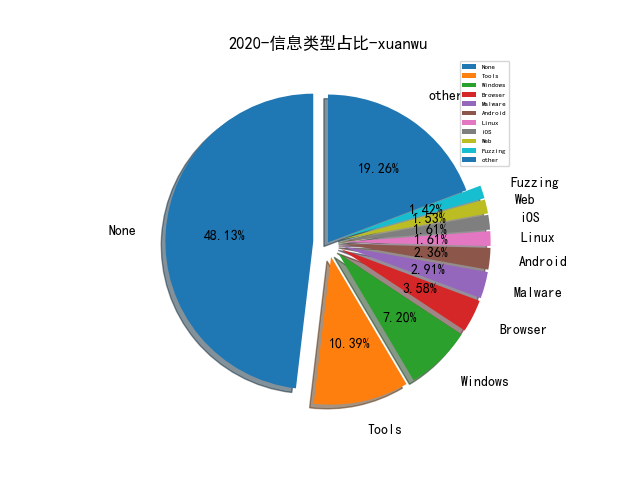 2020-信息类型占比-xuanwu
None
Tools
Windows
Browser
Malware
Android
Linux
iOS
Web
Fuzzing
other
other
19.26%
Fuzzing
1.42%
Web
1.53%
iOS
1.61%
Linux
1.61%
Android
2.36%
Malware
2.91%
Browser
3.58%
Windows
7.20%
Tools
10.39%
None
48.13%